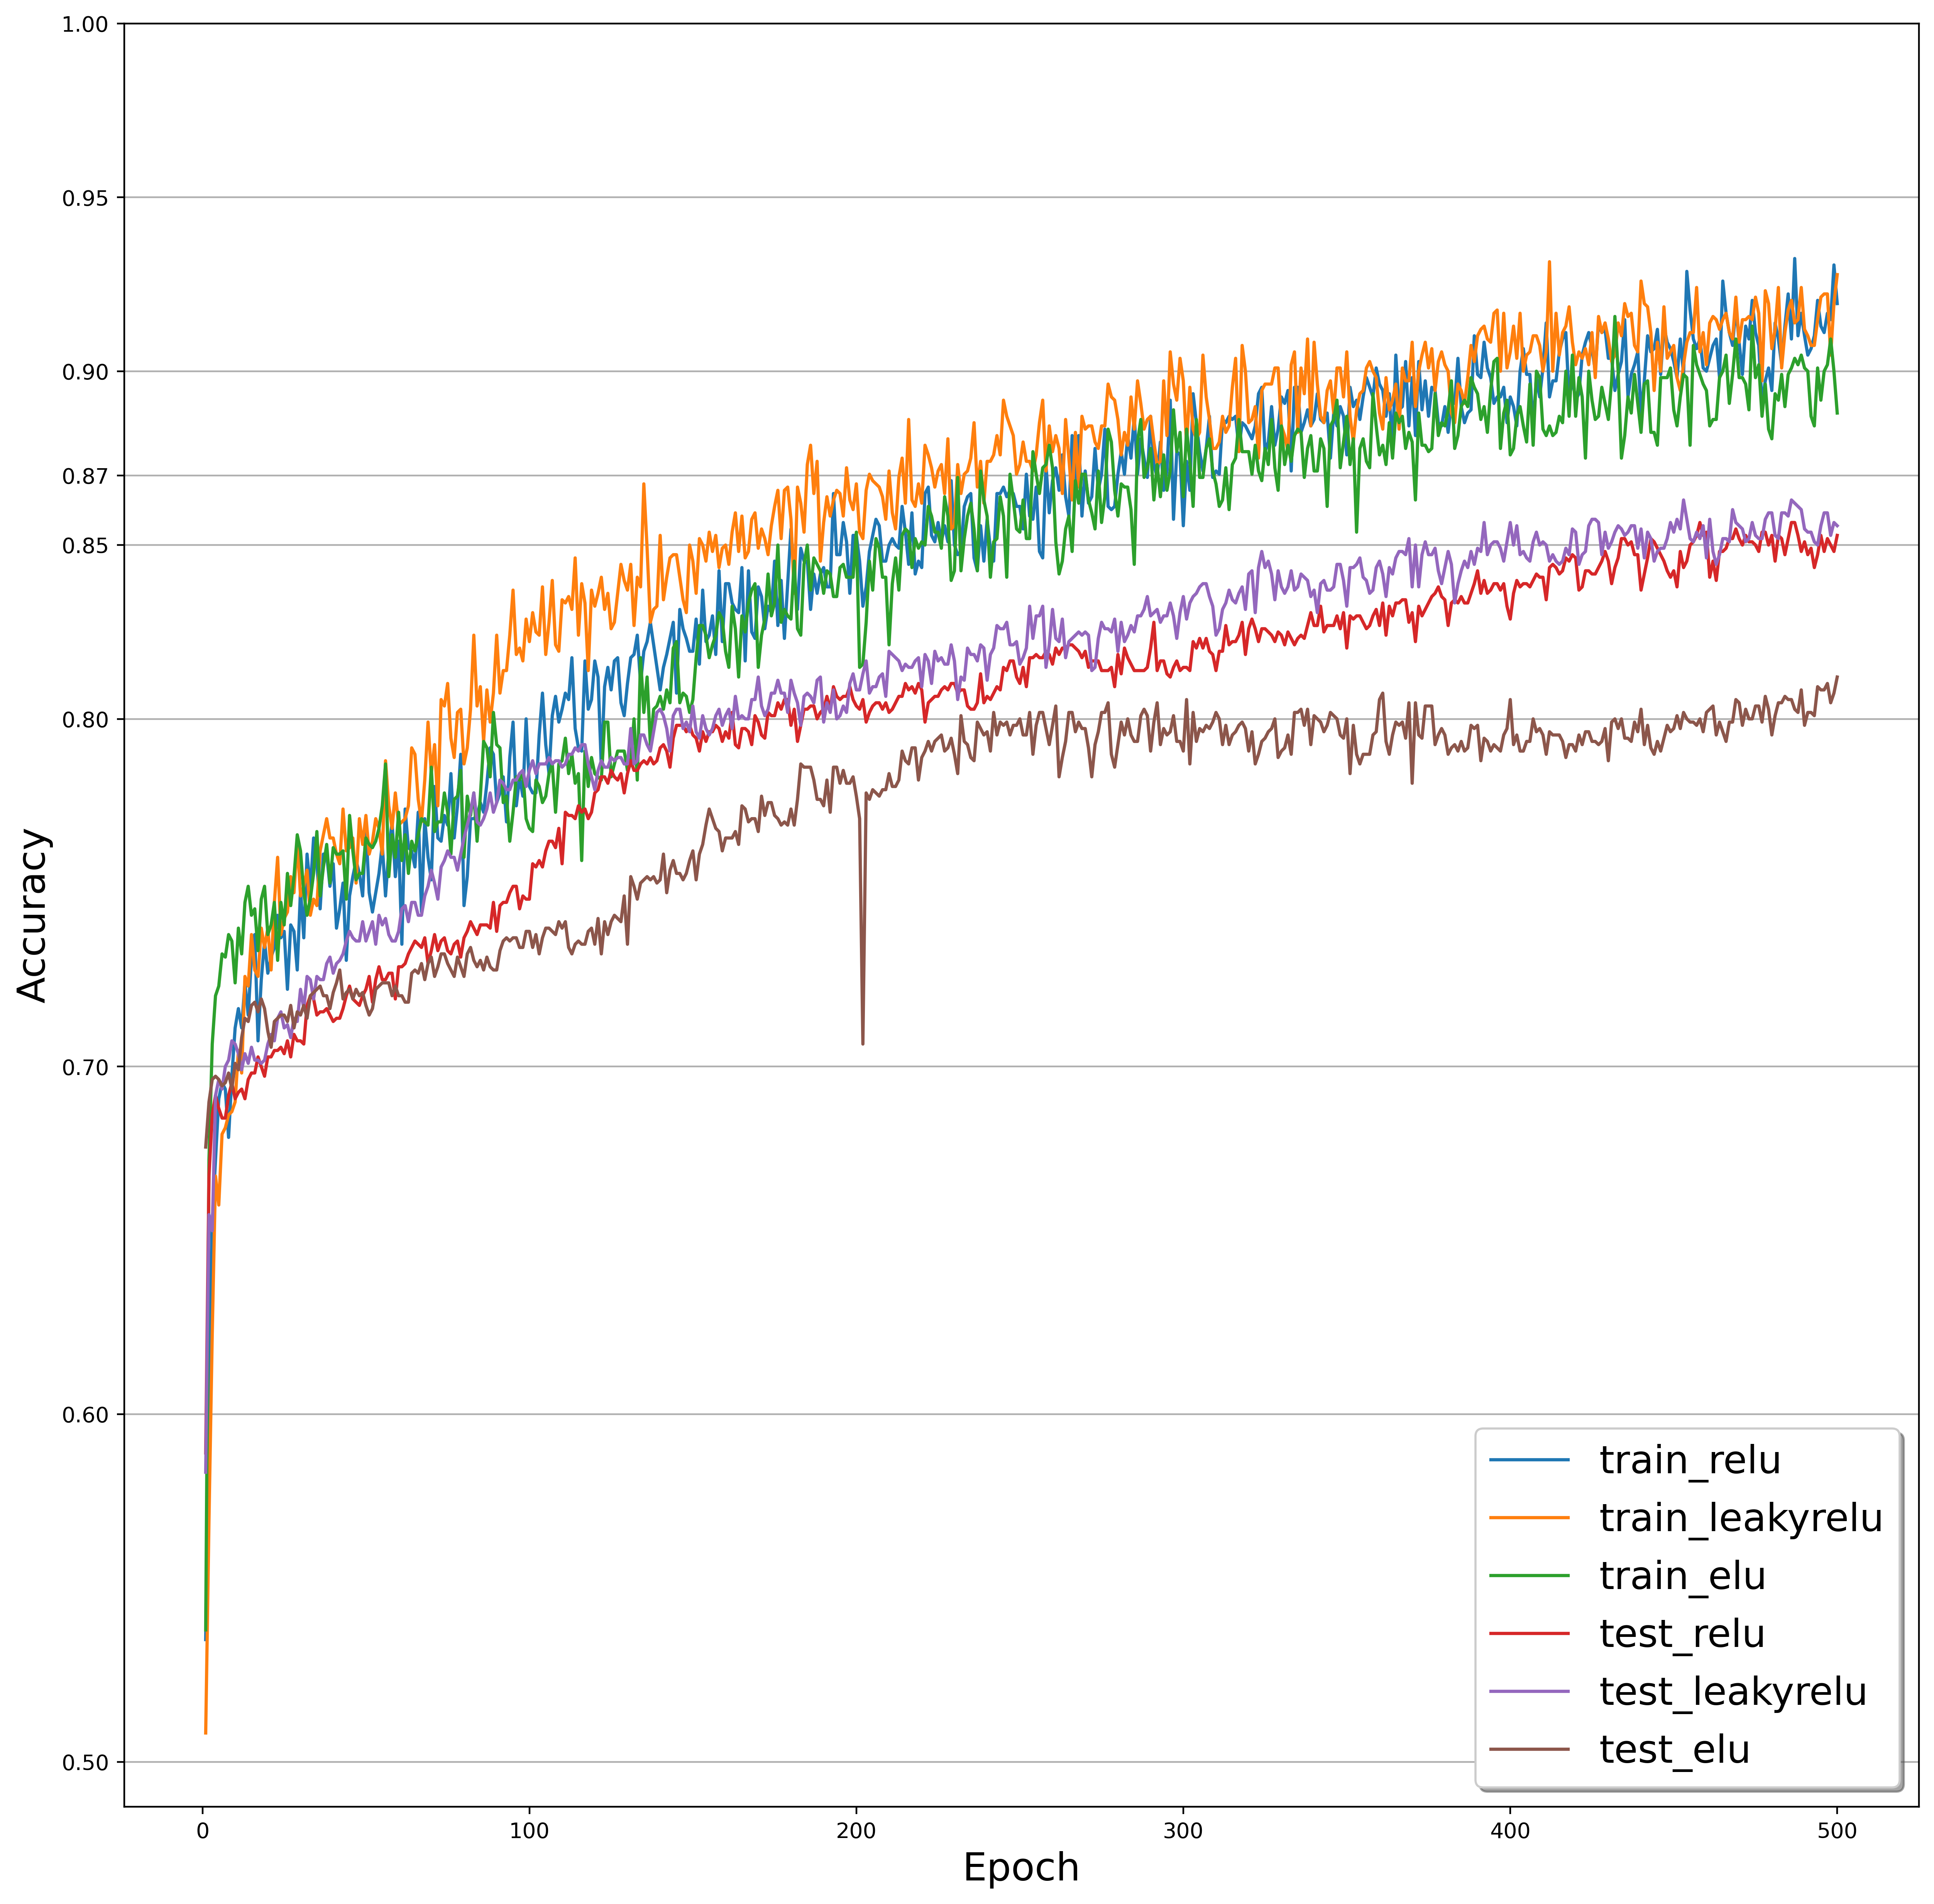 1.00
0.95
0.90
0.87
0.85
0.80
0.70
0.60
0.50
Accuracy
0 100 200 300 400 500
Epoch
train_relu
train_leakyrelu
train_elu
test_relu
test_leakyrelu
test_elu